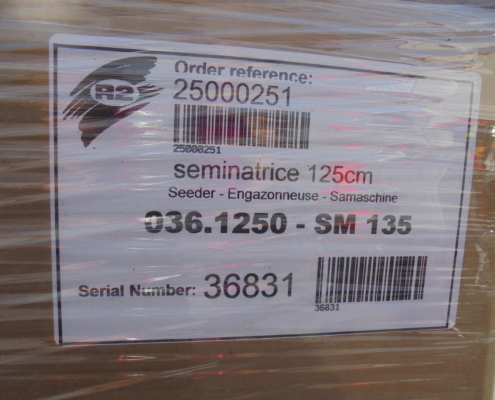 R2
Order reference:
25000251
25000251
seminatrice 125cm
Seeder - Engazonneuse - Samaschine
036.1250 - SM 135
Serial Number: 36831
36831